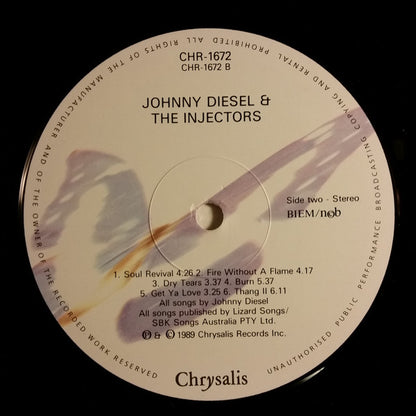 ALL RIGHTS OF THE MANUFACTURER AND OF THE OWNER OF THE RECORDED WORK RESERVED
UNAUTHORISED PUBLIC PERFORMANCE BROADCASTING COPYING AND RENTAL PROHIBITED
CHR-1672
CHR-1672 B
JOHNNY DIESEL &
THE INJECTORS
Side two - Stereo
BIEM/ncb
1. Soul Revival 4:26.2. Fire Without A Flame 4.17
3. Dry Tears 3.37 4. Burn 5.37
5. Get Ya Love 3.25 6. Thang II 6.11
All songs by Johnny Diesel
All songs published by Lizard Songs/
SBK Songs Australia PTY Ltd.
℗ & © 1989 Chrysalis Records Inc.
Chrysalis